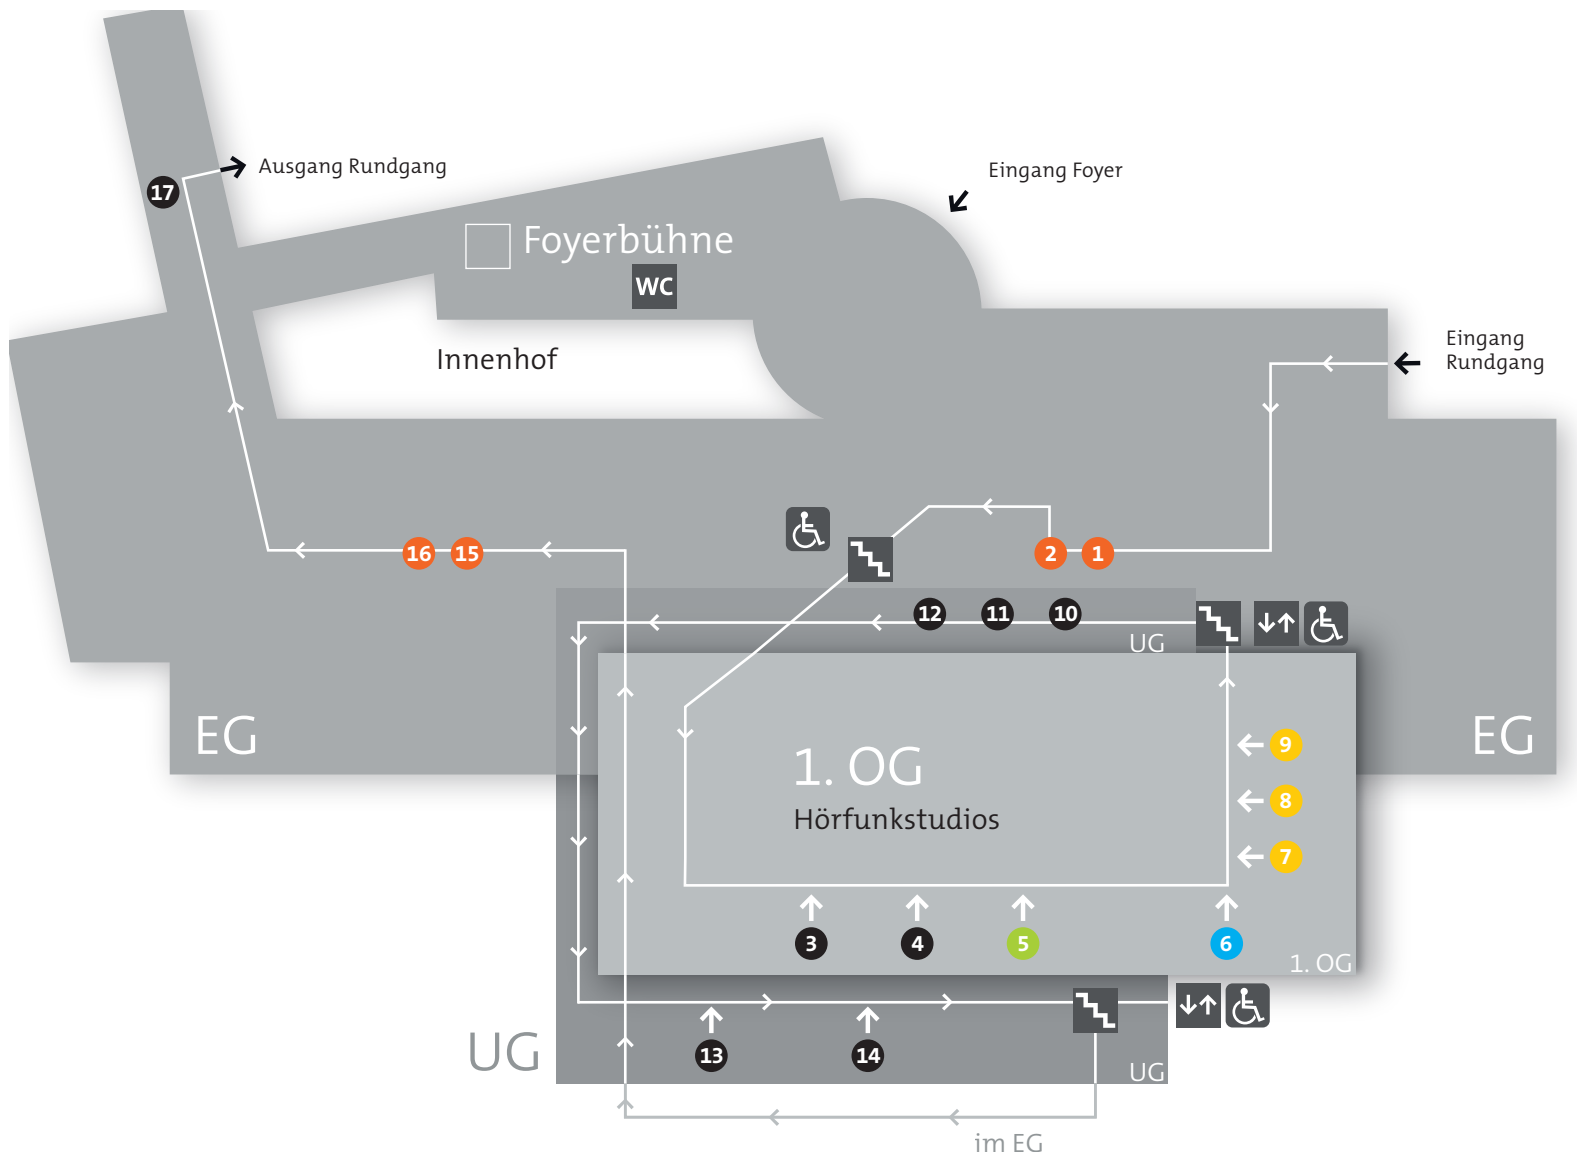 17
Ausgang Rundgang
Eingang Foyer
Foyerbühne
WC
Innenhof
Eingang
Rundgang
16
15
2
1
12
11
10
UG
EG
EG
1. OG
Hörfunkstudios
9
8
7
3
4
5
6
1. OG
UG
13
14
UG
im EG